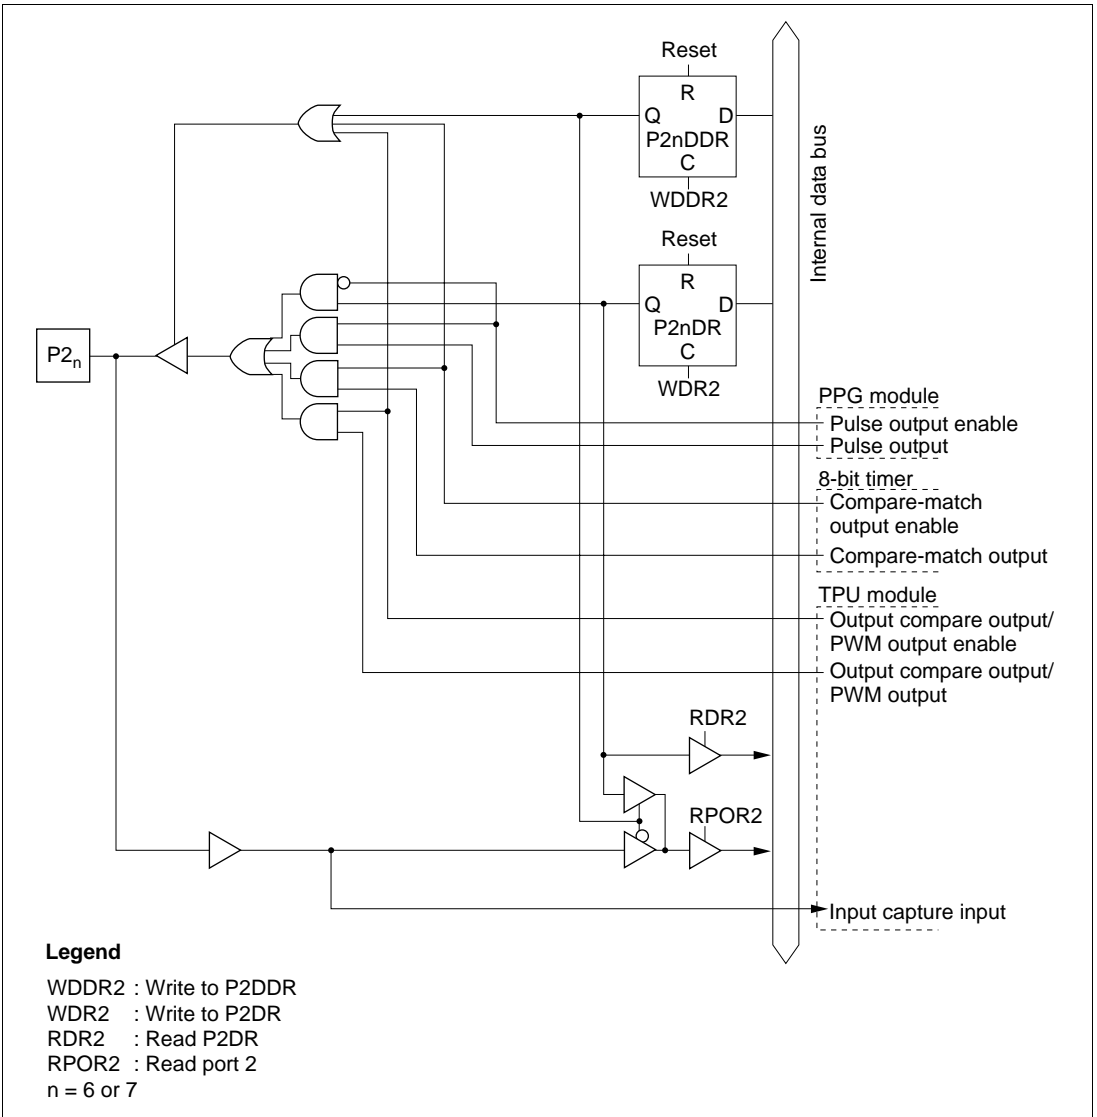 Reset
R
Q D
P2nDDR
C
WDDR2
Internal data bus
Reset
R
Q D
P2nDR
C
WDR2
P2n
PPG module
Pulse output enable
Pulse output
8-bit timer
Compare-match
output enable
Compare-match output
TPU module
Output compare output/
PWM output enable
Output compare output/
PWM output
RDR2
RPOR2
Input capture input
Legend
WDDR2 : Write to P2DDR
WDR2 : Write to P2DR
RDR2 : Read P2DR
RPOR2 : Read port 2
n = 6 or 7